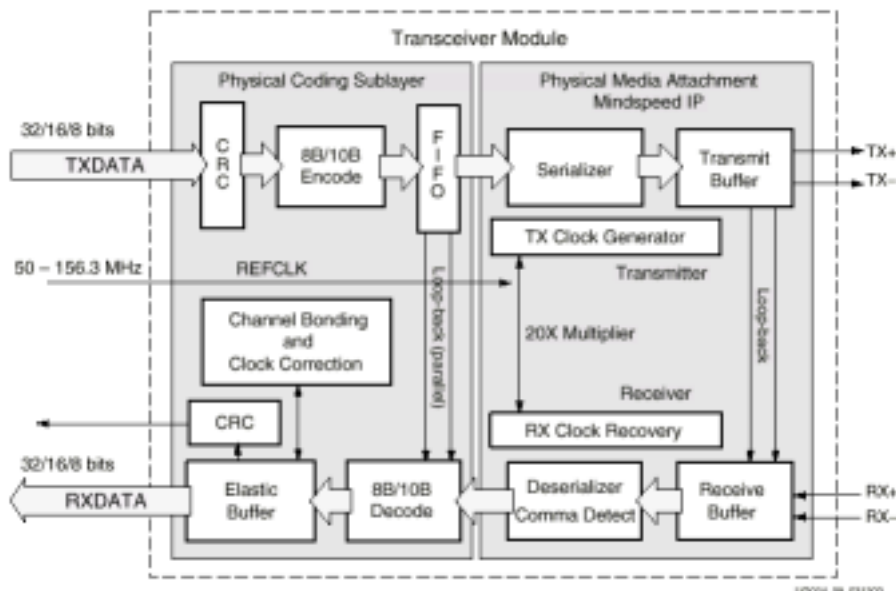 Transceiver Module
Physical Coding Sublayer
Physical Media Attachment
Mindspeed IP
32/16/8 bits
TXDATA
CRC
8B/10B
Encode
FIFO
Serializer
Transmit
Buffer
TX+
TX–
TX Clock Generator
50 – 156.3 MHz
REFCLK
Transmitter
Loop-back (parallel)
Loop-back
Channel Bonding
and
Clock Correction
20X Multiplier
Receiver
CRC
RX Clock Recovery
32/16/8 bits
RXDATA
Elastic
Buffer
8B/10B
Decode
Deserializer
Comma Detect
Receive
Buffer
RX+
RX–